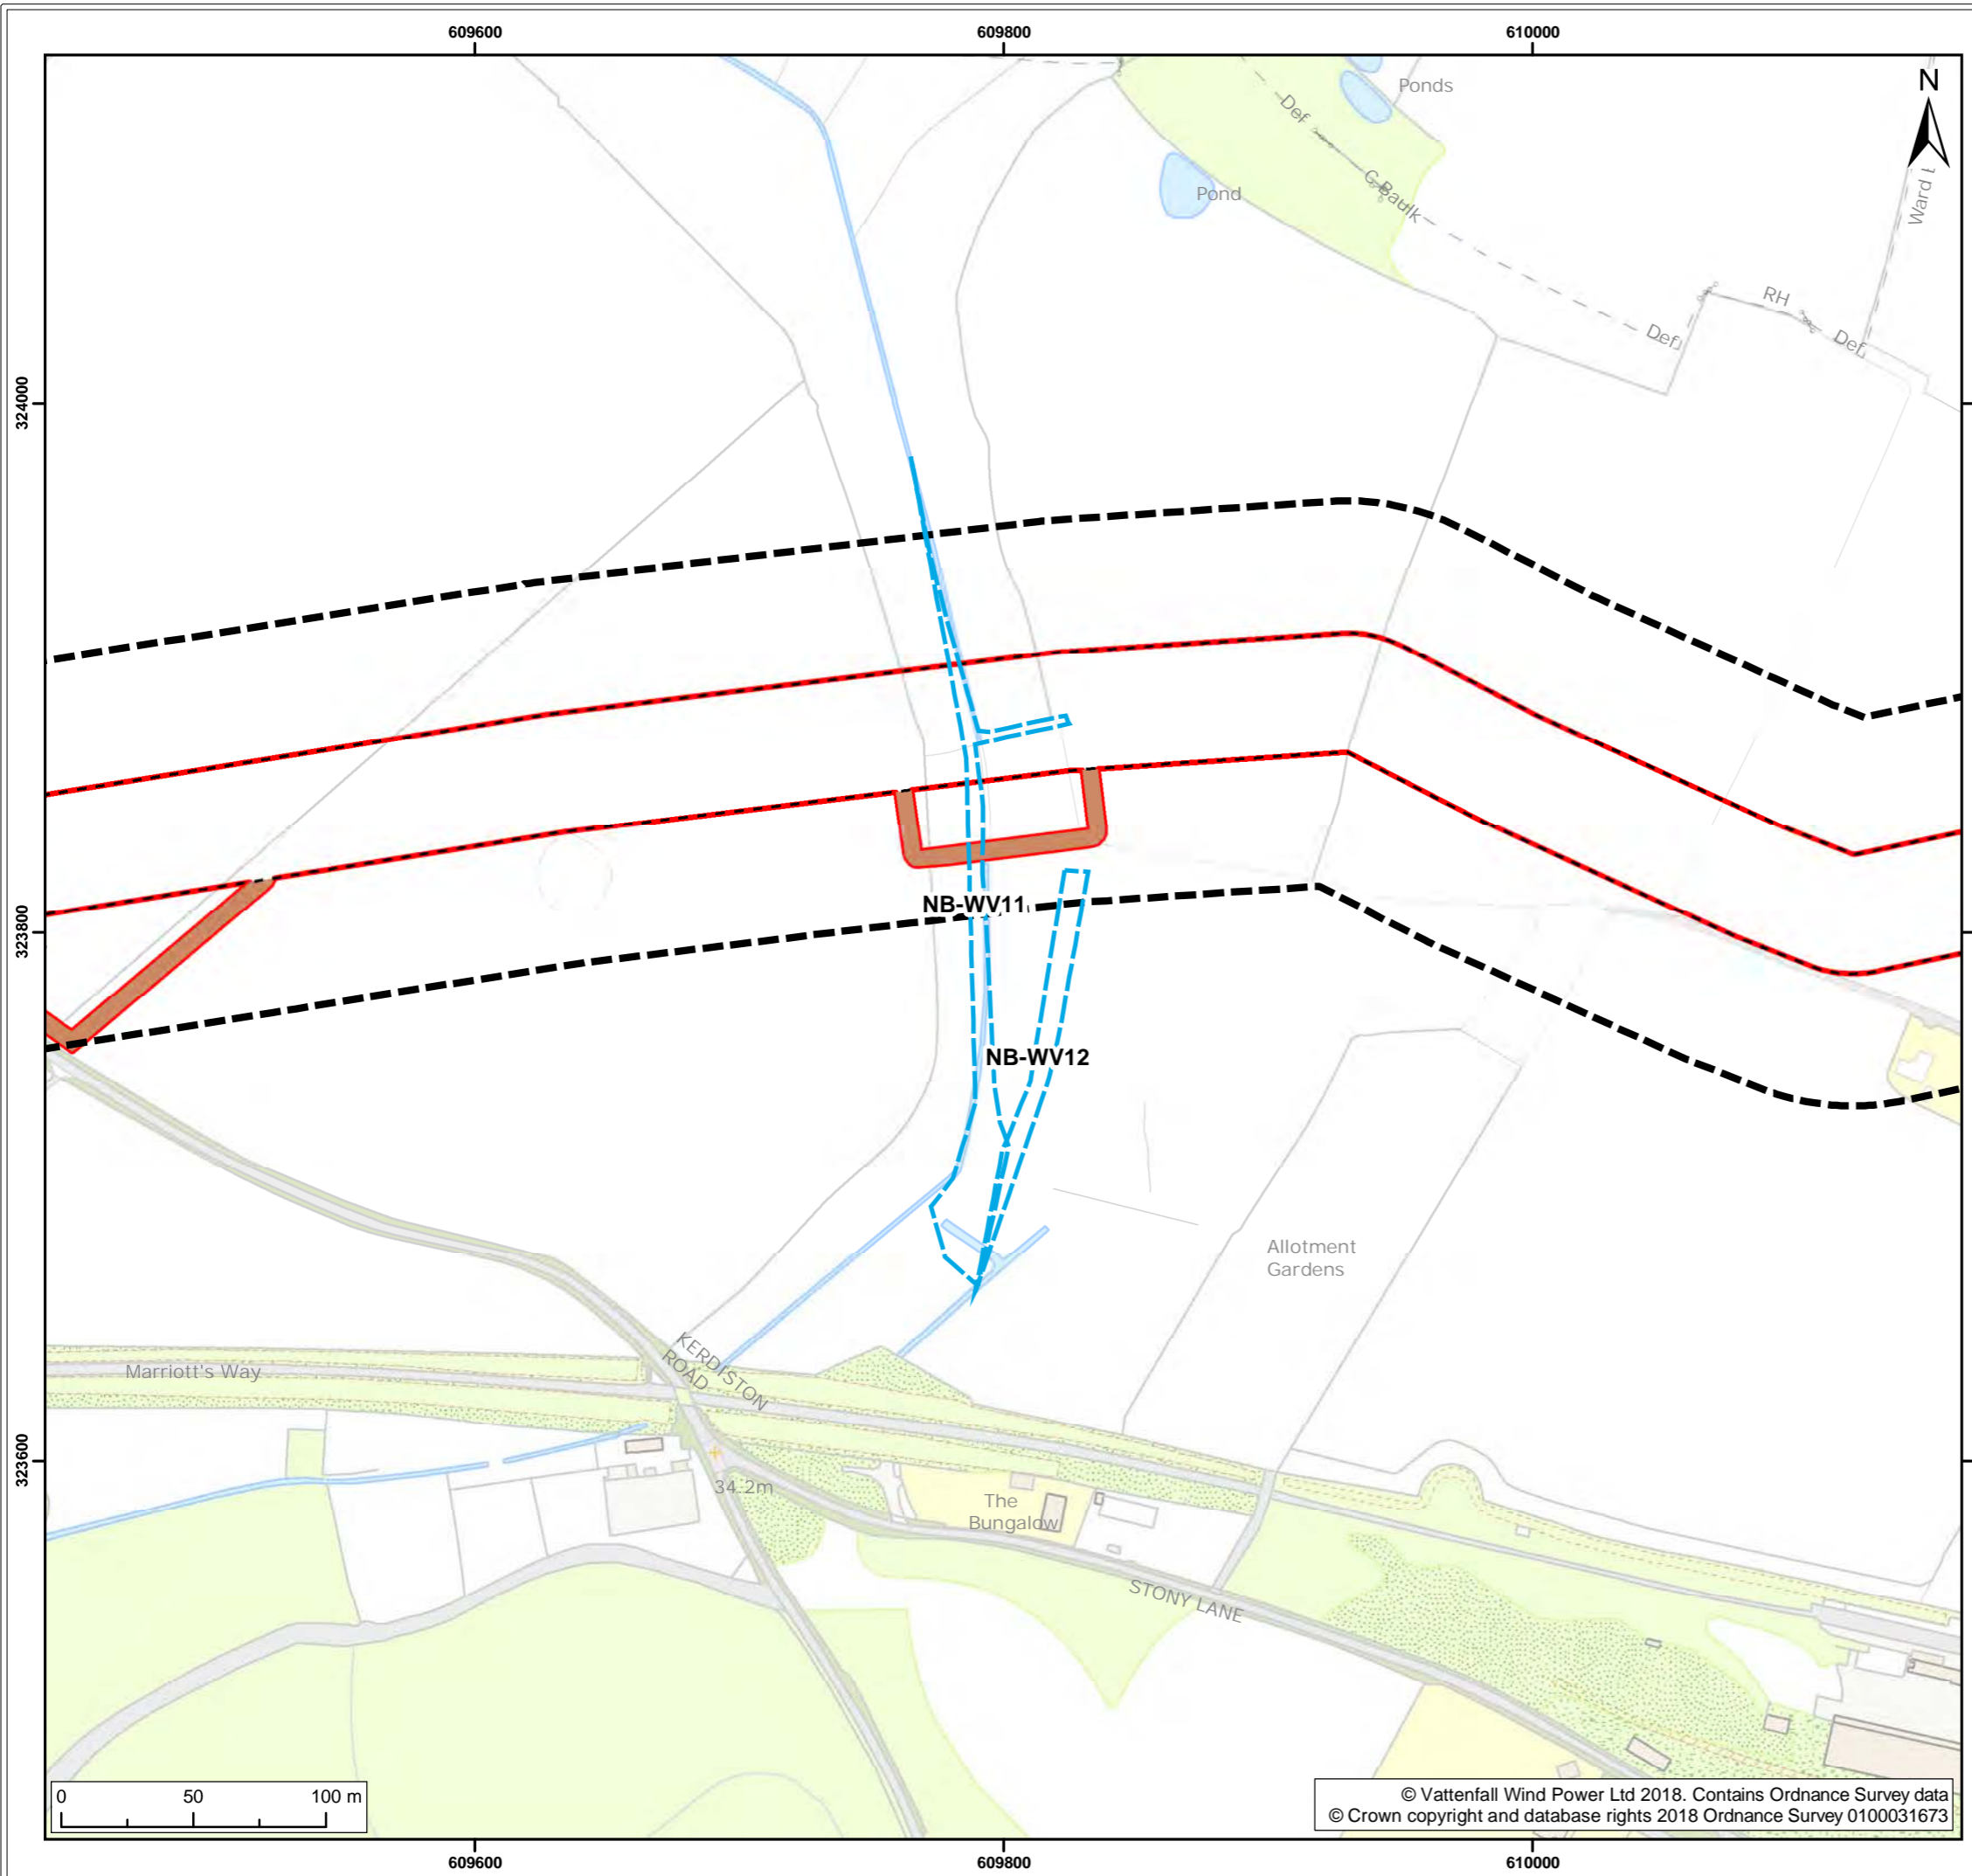 609600
609800
610000
N
Ponds
Def
C Baulk
Pond
Ward
RH
Def
Def
324000
323800
323600
NB-WV11
NB-WV12
Allotment
Gardens
KERDISTON
ROAD
Marriott's Way
34.2m
The
Bungalow
STONY LANE
0 50 100 m
© Vattenfall Wind Power Ltd 2018. Contains Ordnance Survey data
© Crown copyright and database rights 2018 Ordnance Survey 0100031673
609600
609800
610000